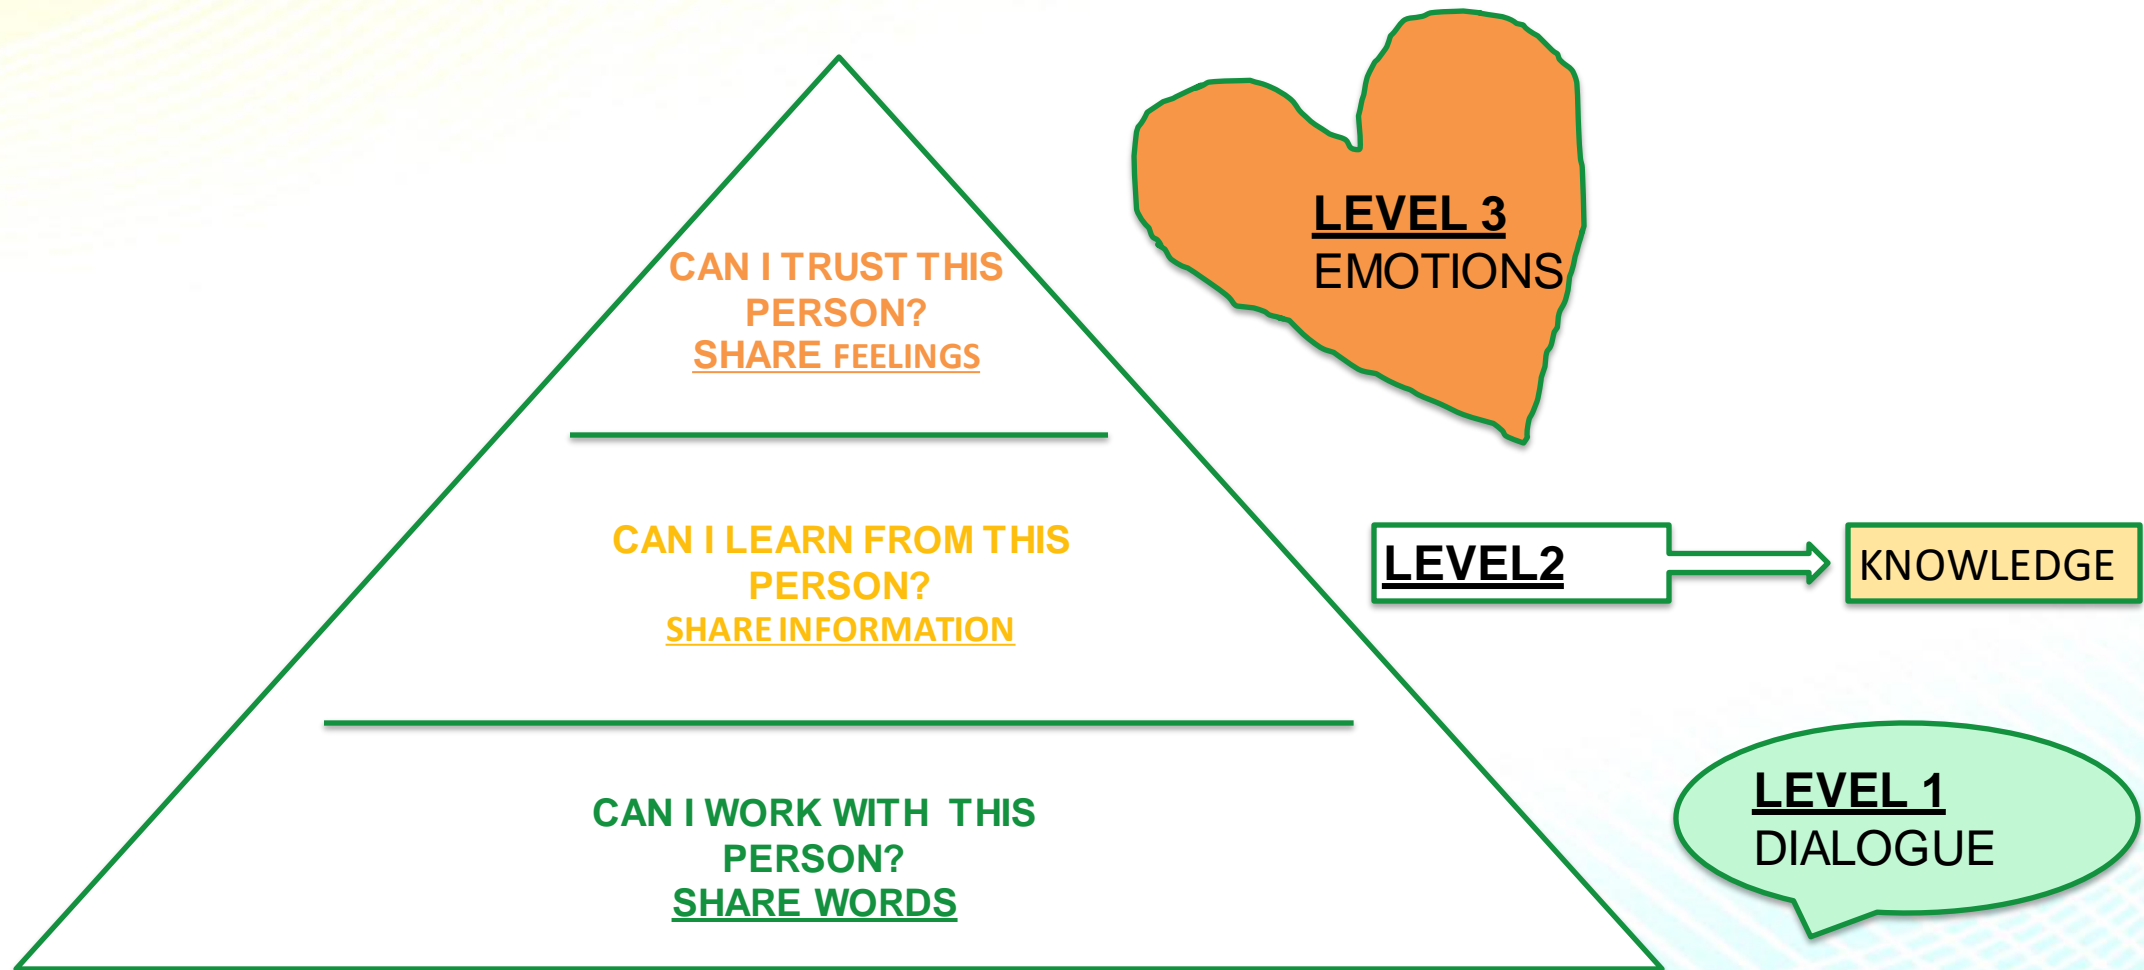 CAN I TRUST THIS
PERSON?
SHARE FEELINGS
LEVEL 3
EMOTIONS
CAN I LEARN FROM THIS
PERSON?
SHARE INFORMATION
LEVEL2
KNOWLEDGE
CAN I WORK WITH THIS
PERSON?
SHARE WORDS
LEVEL 1
DIALOGUE